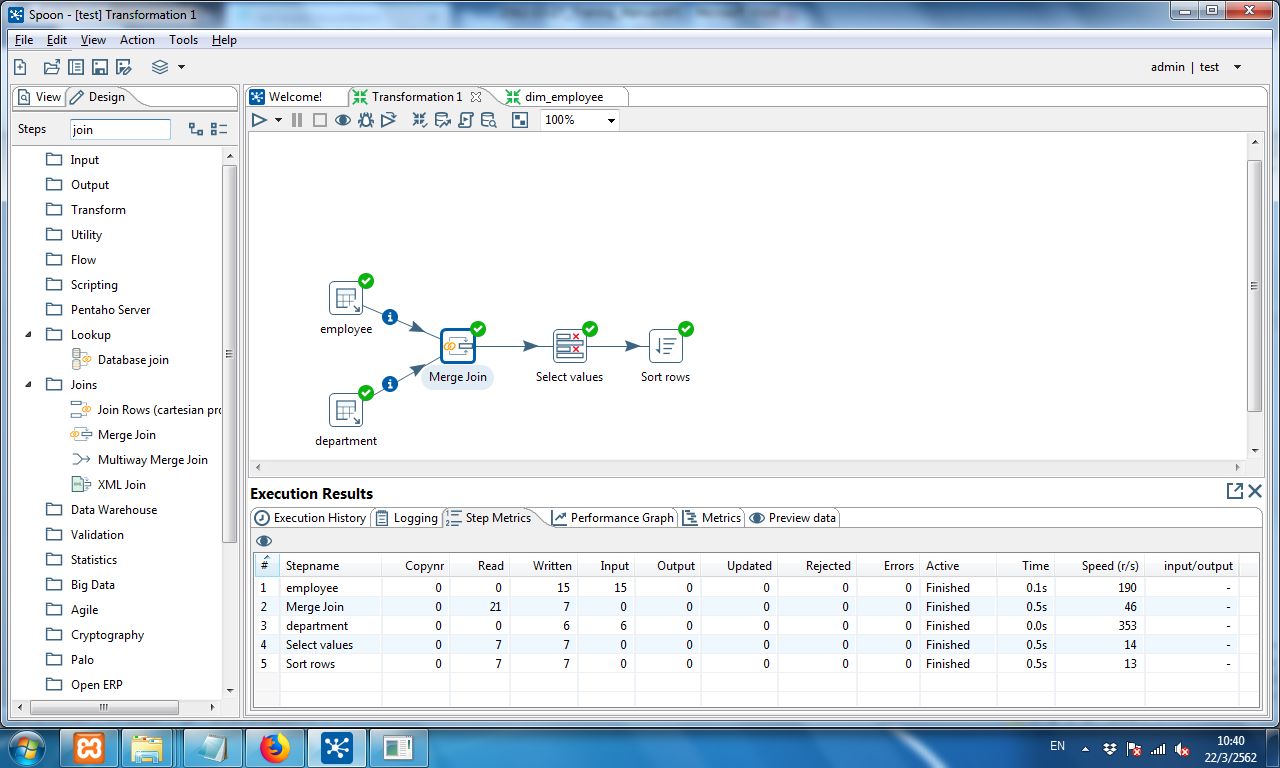 Spoon - [test] Transformation 1
File Edit View Action Tools Help
admin | test
View Design
Steps join
Input
Output
Transform
Utility
Flow
Scripting
Pentaho Server
Lookup
Database join
Joins
Join Rows (cartesian pro
Merge Join
Multiway Merge Join
XML Join
Data Warehouse
Validation
Statistics
Big Data
Agile
Cryptography
Palo
Open ERP
Welcome! Transformation 1 dim_employee
100%
employee
Merge Join Select values Sort rows
department
Execution Results
Execution History Logging Step Metrics Performance Graph Metrics Preview data
# Stepname Copynr Read Written Input Output Updated Rejected Errors Active Time Speed (r/s) input/output
1 employee 0 0 15 15 0 0 0 0 Finished 0.1s 190 -
2 Merge Join 0 21 7 0 0 0 0 0 Finished 0.5s 46 -
3 department 0 0 6 6 0 0 0 0 Finished 0.0s 353 -
4 Select values 0 7 7 0 0 0 0 0 Finished 0.5s 14 -
5 Sort rows 0 7 7 0 0 0 0 0 Finished 0.5s 13 -
EN
10:40
22/3/2562